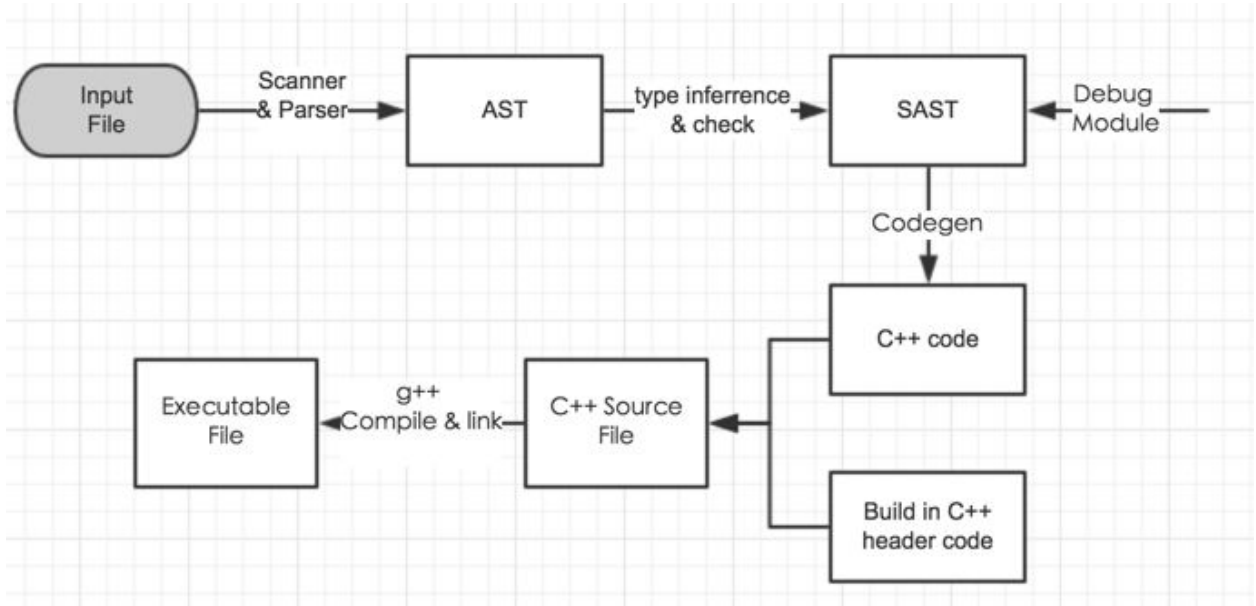 Input
File
Scanner
& Parser
AST
type inferrence
& check
SAST
Debug
Module
Codegen
C++ code
Build in C++
header code
C++ Source
File
g++
Compile & link
Executable
File